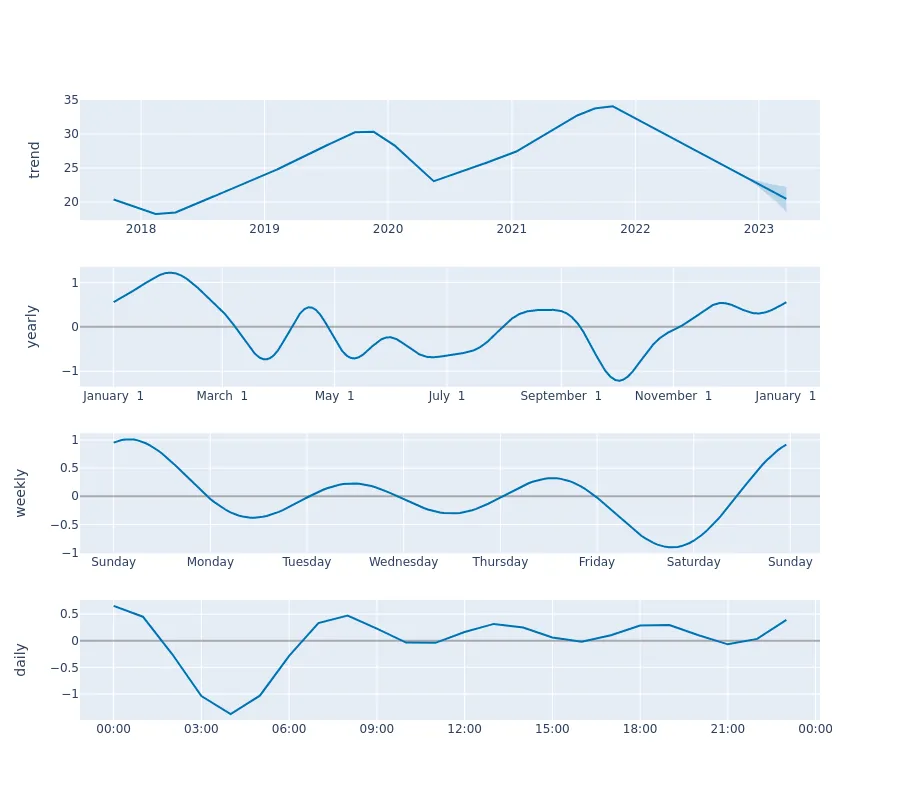 trend
35
30
25
20
2018 2019 2020 2021 2022 2023
yearly
1
0
−1
January 1 March 1 May 1 July 1 September 1 November 1 January 1
weekly
1
0.5
0
−0.5
−1
Sunday Monday Tuesday Wednesday Thursday Friday Saturday Sunday
daily
0.5
0
−0.5
−1
00:00 03:00 06:00 09:00 12:00 15:00 18:00 21:00 00:00